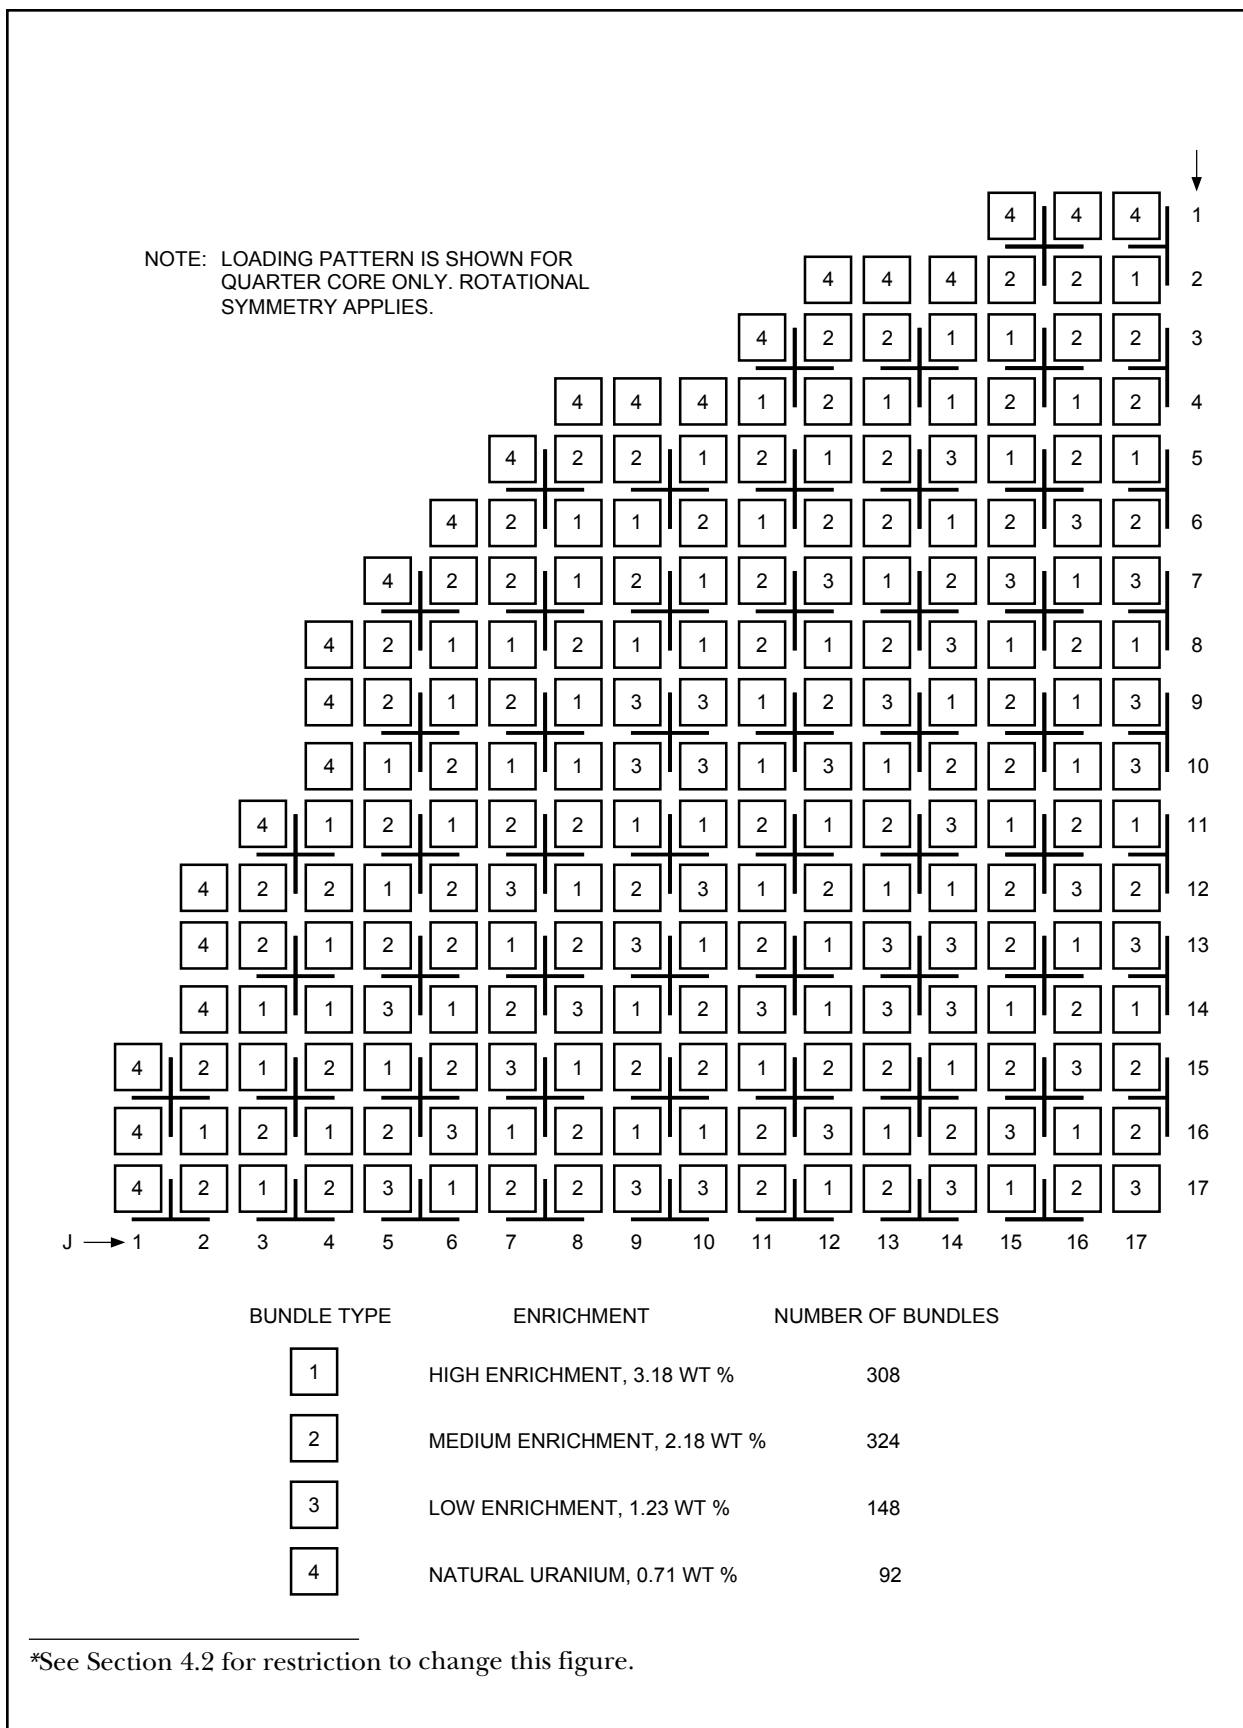 4 4 4 1
NOTE: LOADING PATTERN IS SHOWN FOR
QUARTER CORE ONLY. ROTATIONAL
SYMMETRY APPLIES.
4 4 4 2 2 1 2
4 2 2 1 1 2 2 3
4 4 4 1 2 1 1 2 1 2 4
4 2 2 1 2 1 2 3 1 2 1 5
4 2 1 1 2 1 2 2 1 2 3 2 6
4 2 2 1 2 1 2 3 1 2 3 1 3 7
4 2 1 1 2 1 1 2 1 2 3 1 2 1 8
4 2 1 2 1 3 3 1 2 3 1 2 1 3 9
4 1 2 1 1 3 3 1 3 1 2 2 1 3 10
4 1 2 1 2 2 1 1 2 1 2 3 1 2 1 11
4 2 2 1 2 3 1 2 3 1 2 1 1 2 3 2 12
4 2 1 2 2 1 2 3 1 2 1 3 3 2 1 3 13
4 1 1 3 1 2 3 1 2 3 1 3 3 1 2 1 14
4 2 1 2 1 2 3 1 2 2 1 2 2 1 2 3 2 15
4 1 2 1 2 3 1 2 1 1 2 3 1 2 3 1 2 16
4 2 1 2 3 1 2 2 3 3 2 1 2 3 1 2 3 17
J 1 2 3 4 5 6 7 8 9 10 11 12 13 14 15 16 17
BUNDLE TYPE ENRICHMENT NUMBER OF BUNDLES
1 HIGH ENRICHMENT, 3.18 WT % 308
2 MEDIUM ENRICHMENT, 2.18 WT % 324
3 LOW ENRICHMENT, 1.23 WT % 148
4 NATURAL URANIUM, 0.71 WT % 92
*See Section 4.2 for restriction to change this figure.